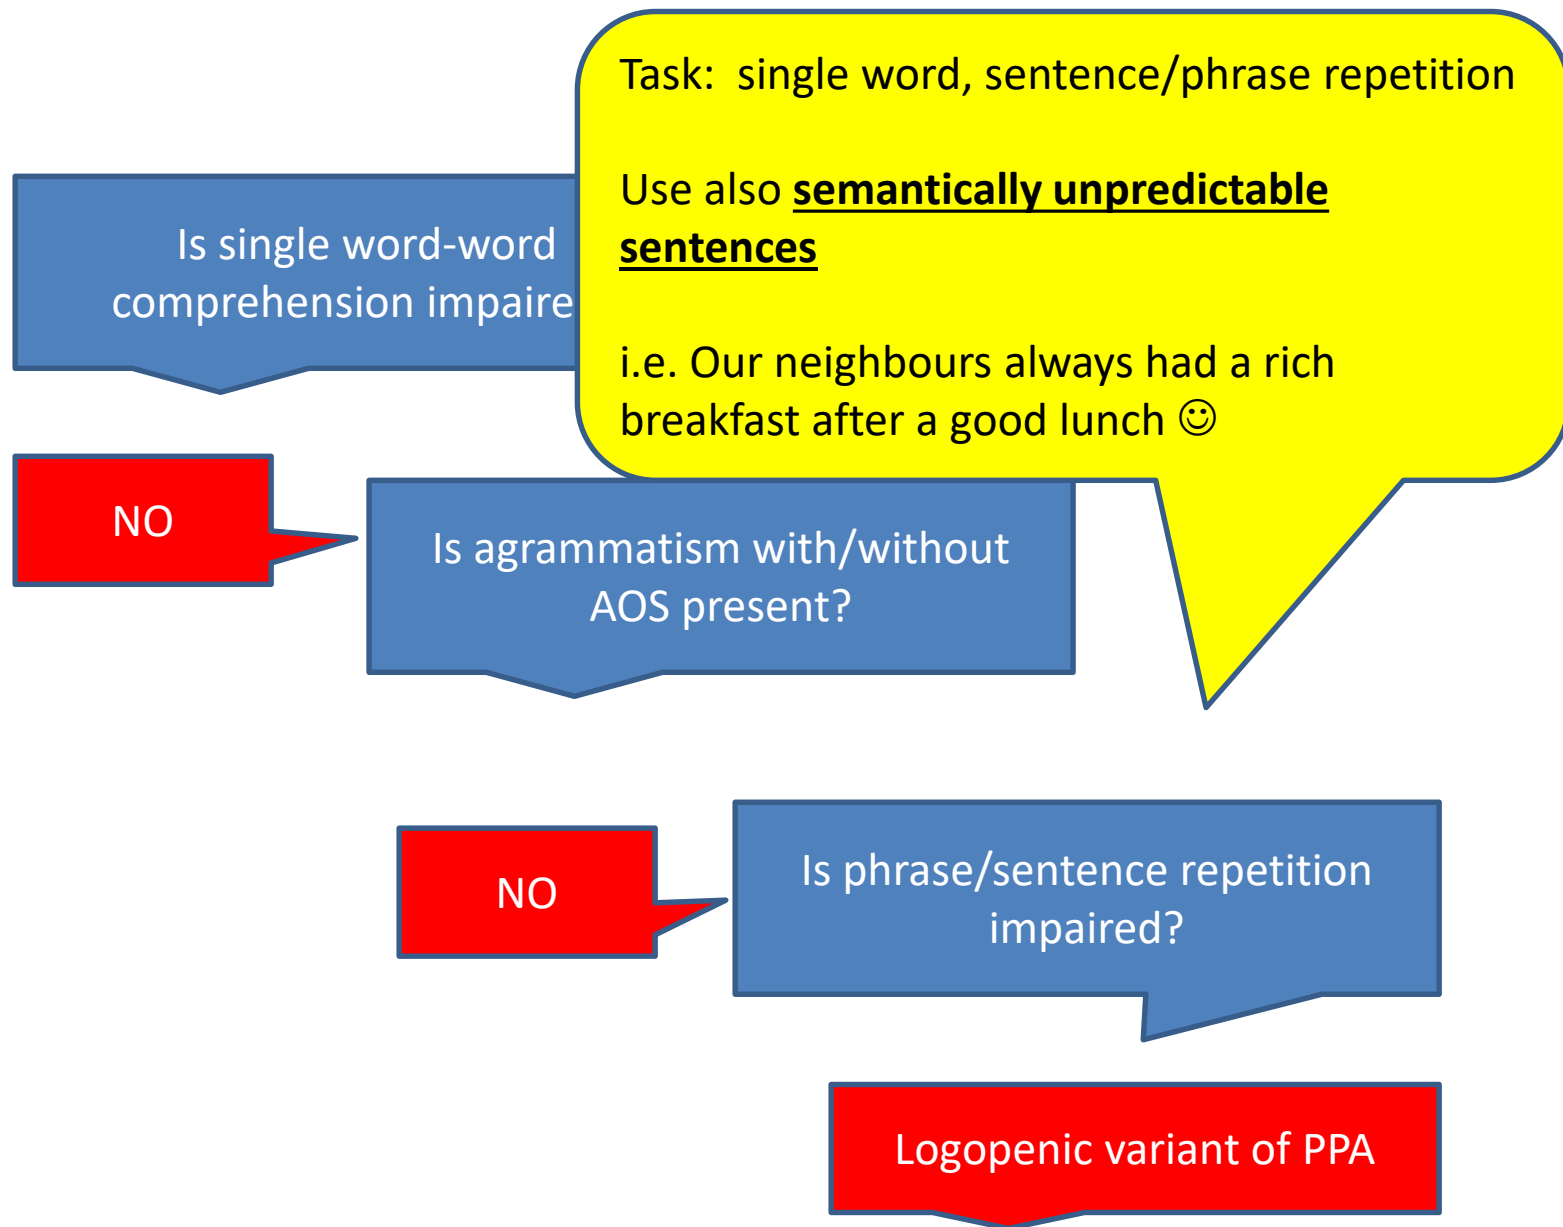 Task: single word, sentence/phrase repetition
Use also semantically unpredictable
sentences
i.e. Our neighbours always had a rich
breakfast after a good lunch ☺
Is single word-word
comprehension impaire
NO
Is agrammatism with/without
AOS present?
NO
Is phrase/sentence repetition
impaired?
Logopenic variant of PPA